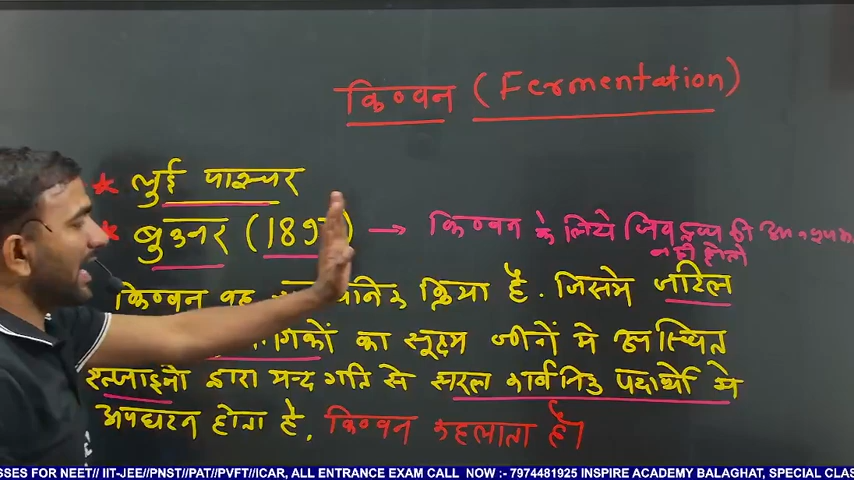 किण्वन (Fermentation)
* लुई पाश्चर
* बुकनर (189 ) → किण्वन के लिये जिव द्रव्य की
नही होती
किण्वन वह क्रिया है. जिसमे जटिल
का सूक्ष्म जीवों मे उपस्थित
एन्जाइमो द्वारा मन्द गति से सरल कार्बनिक पदार्थो मे
अपघटन होता है, किण्वन कहलाता है।
SSES FOR NEET// IIT-JEE//PNST//PAT//PVFT//ICAR, ALL ENTRANCE EXAM CALL NOW :- 7974481925 INSPIRE ACADEMY BALAGHAT, SPECIAL CLAS